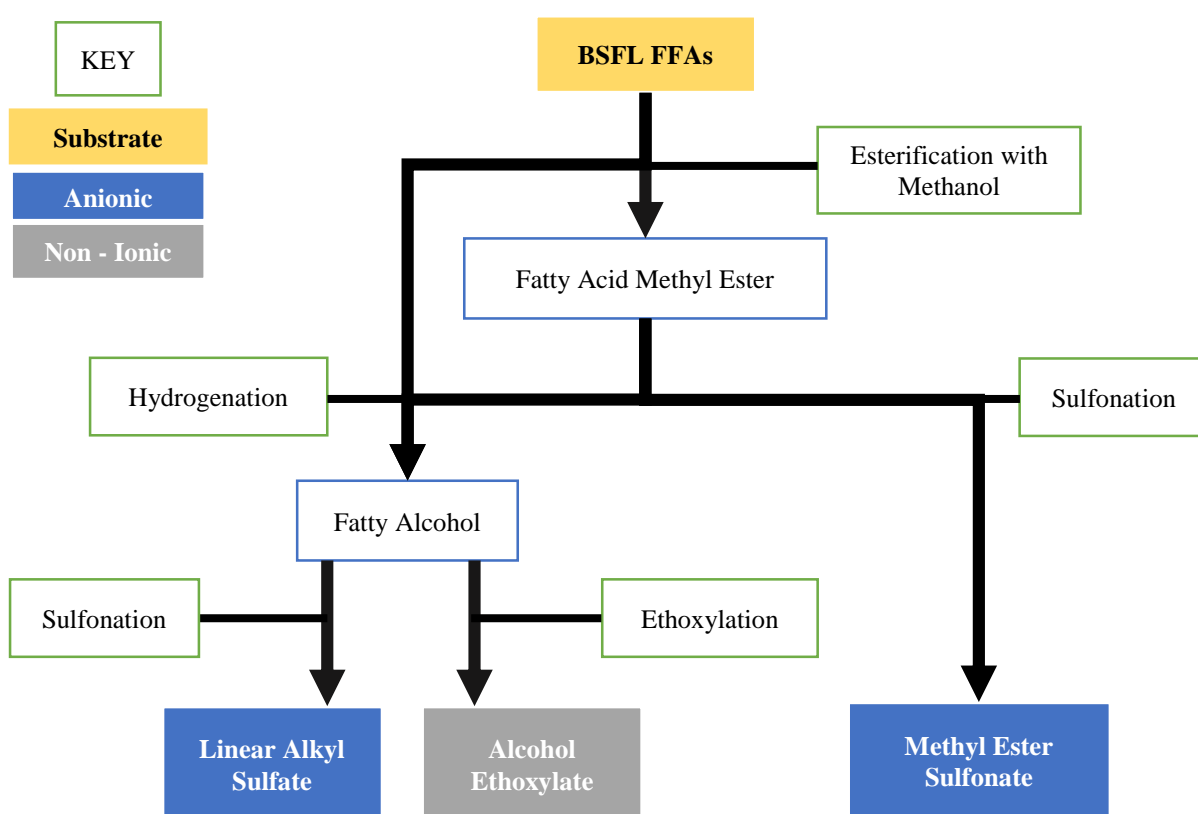 KEY
BSFL FFAs
Substrate
Esterification with
Methanol
Anionic
Non - Ionic
Fatty Acid Methyl Ester
Hydrogenation
Sulfonation
Fatty Alcohol
Sulfonation
Ethoxylation
Linear Alkyl
Sulfate
Alcohol
Ethoxylate
Methyl Ester
Sulfonate